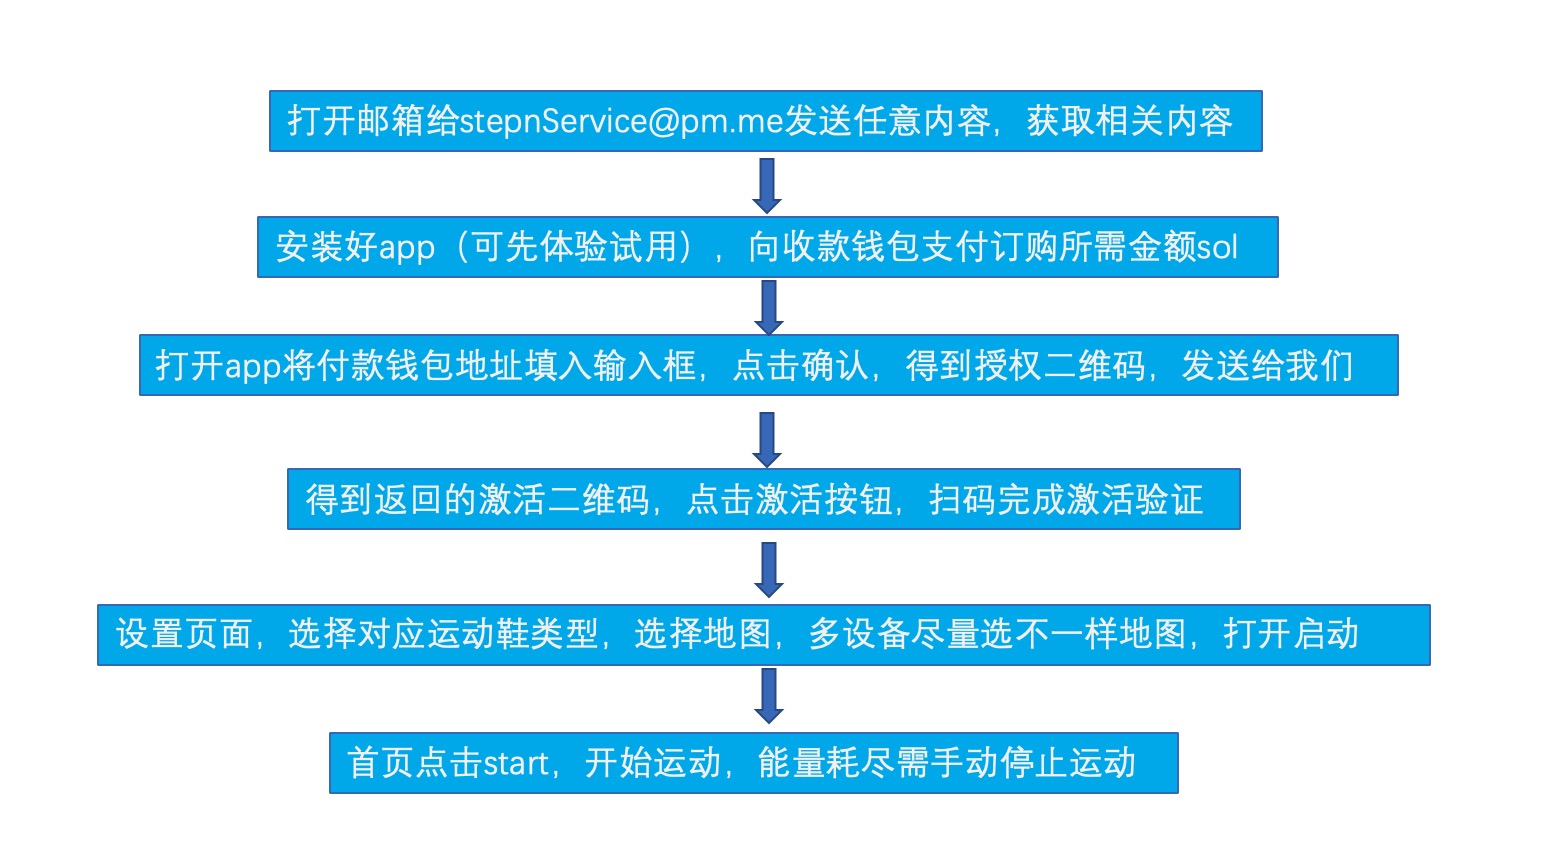 打开邮箱给stepnService@pm.me发送任意内容，获取相关内容
安装好app（可先体验试用），向收款钱包支付订购所需金额sol
打开app将付款钱包地址填入输入框，点击确认，得到授权二维码，发送给我们
得到返回的激活二维码，点击激活按钮，扫码完成激活验证
设置页面，选择对应运动鞋类型，选择地图，多设备尽量选不一样地图，打开启动
首页点击start，开始运动，能量耗尽需手动停止运动